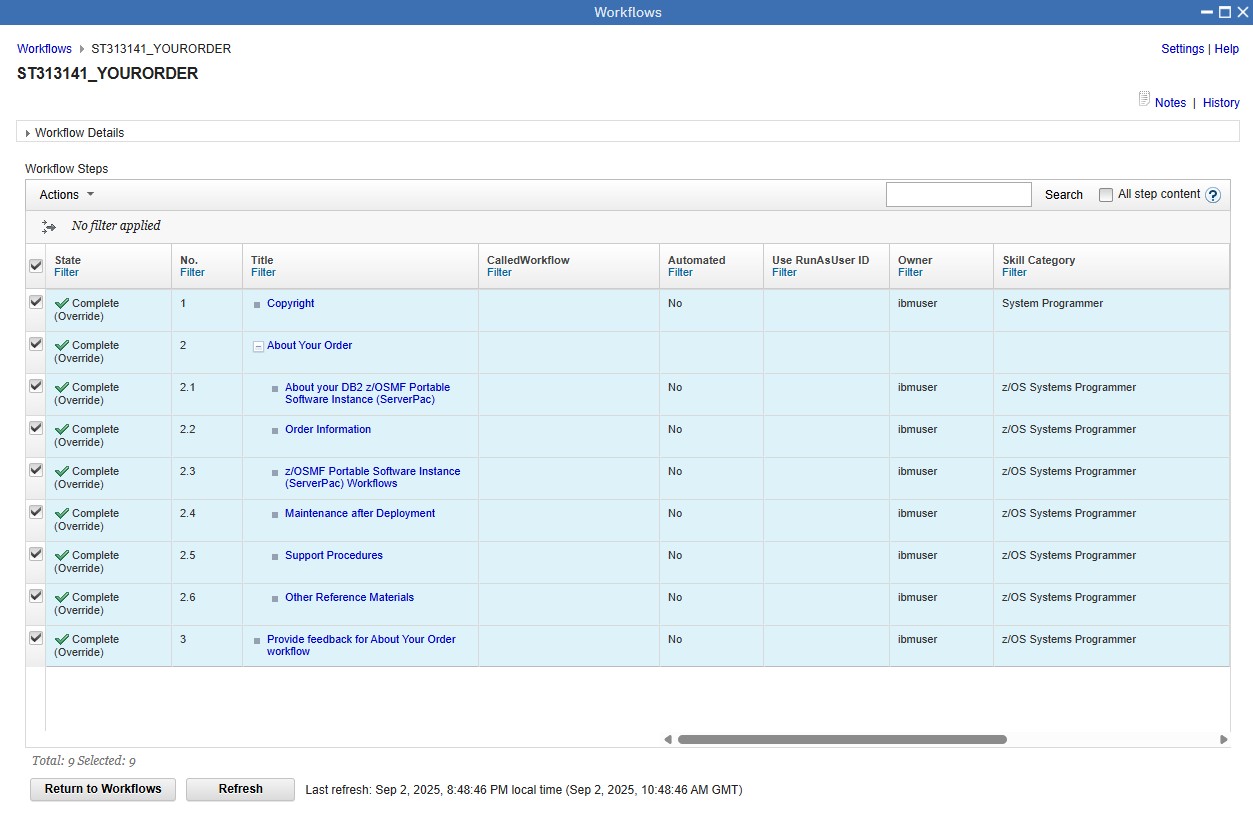 Workflows
Workflows ST313141_YOURORDER
Settings | Help
ST313141_YOURORDER
Notes | History
Workflow Details
Workflow Steps
Actions Search All step content ?
No filter applied
State No. Title CalledWorkflow Automated Use RunAsUser ID Owner Skill Category
Filter Filter Filter Filter Filter Filter Filter Filter
Complete 1 Copyright No ibmuser System Programmer
(Override)
Complete 2 About Your Order
(Override)
Complete 2.1 About your DB2 z/OSMF Portable No ibmuser z/OS Systems Programmer
(Override) Software Instance (ServerPac)
Complete 2.2 Order Information No ibmuser z/OS Systems Programmer
(Override)
Complete 2.3 z/OSMF Portable Software Instance No ibmuser z/OS Systems Programmer
(Override) (ServerPac) Workflows
Complete 2.4 Maintenance after Deployment No ibmuser z/OS Systems Programmer
(Override)
Complete 2.5 Support Procedures No ibmuser z/OS Systems Programmer
(Override)
Complete 2.6 Other Reference Materials No ibmuser z/OS Systems Programmer
(Override)
Complete 3 Provide feedback for About Your Order No ibmuser z/OS Systems Programmer
(Override) workflow
Total: 9 Selected: 9
Return to Workflows Refresh Last refresh: Sep 2, 2025, 8:48:46 PM local time (Sep 2, 2025, 10:48:46 AM GMT)